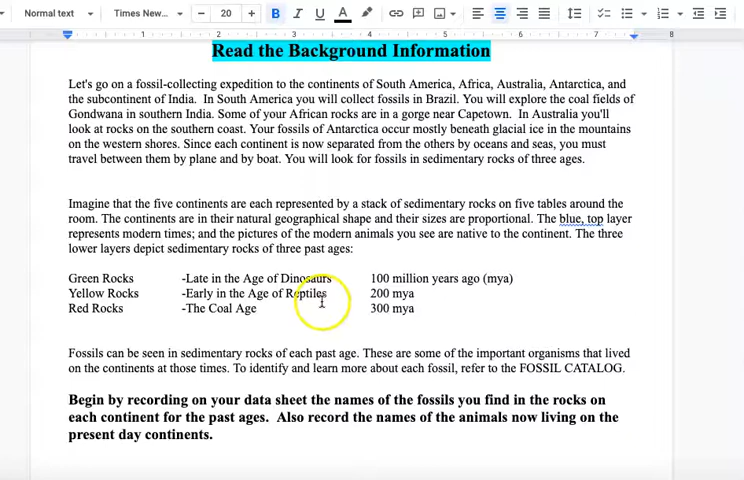 Normal text Times New... 20 B I U A
1 2 3 4 5 6 7 8
Read the Background Information
Let's go on a fossil-collecting expedition to the continents of South America, Africa, Australia, Antarctica, and
the subcontinent of India. In South America you will collect fossils in Brazil. You will explore the coal fields of
Gondwana in southern India. Some of your African rocks are in a gorge near Capetown. In Australia you'll
look at rocks on the southern coast. Your fossils of Antarctica occur mostly beneath glacial ice in the mountains
on the western shores. Since each continent is now separated from the others by oceans and seas, you must
travel between them by plane and by boat. You will look for fossils in sedimentary rocks of three ages.
Imagine that the five continents are each represented by a stack of sedimentary rocks on five tables around the
room. The continents are in their natural geographical shape and their sizes are proportional. The blue, top layer
represents modern times; and the pictures of the modern animals you see are native to the continent. The three
lower layers depict sedimentary rocks of three past ages:
Green Rocks -Late in the Age of Dinosaurs 100 million years ago (mya)
Yellow Rocks -Early in the Age of Reptiles 200 mya
Red Rocks -The Coal Age 300 mya
Fossils can be seen in sedimentary rocks of each past age. These are some of the important organisms that lived
on the continents at those times. To identify and learn more about each fossil, refer to the FOSSIL CATALOG.
Begin by recording on your data sheet the names of the fossils you find in the rocks on
each continent for the past ages. Also record the names of the animals now living on the
present day continents.